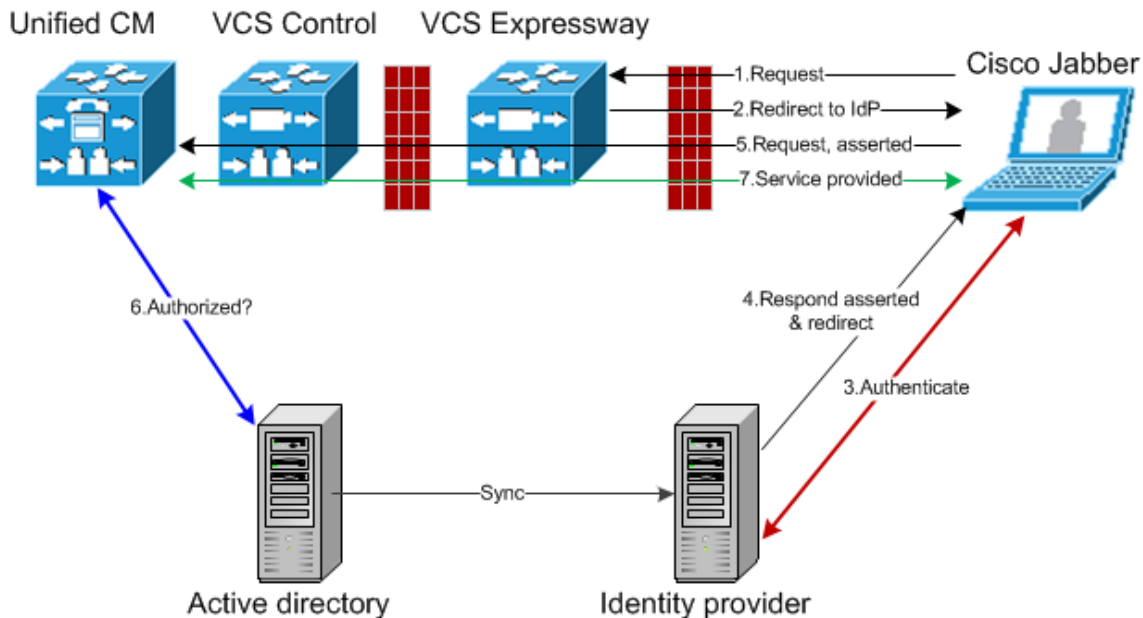 Unified CM
VCS Control
VCS Expressway
Cisco Jabber
1.Request
2.Redirect to IdP
5.Request, asserted
7.Service provided
6.Authorized?
4.Respond asserted
& redirect
3.Authenticate
Sync
Active directory
Identity provider